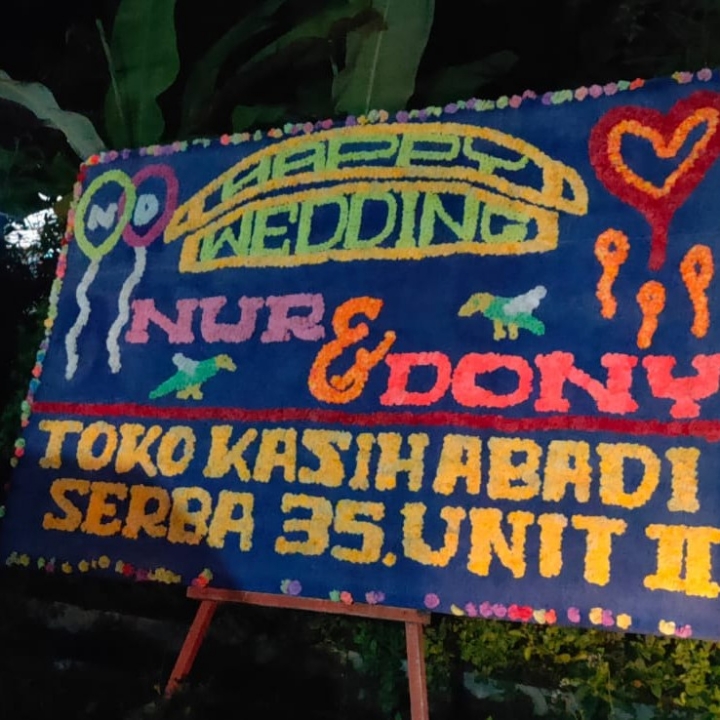 HAPPY
WEDDING
N D
NUR & DONY
TOKO KASIH ABADI
SERBA 35.UNIT II